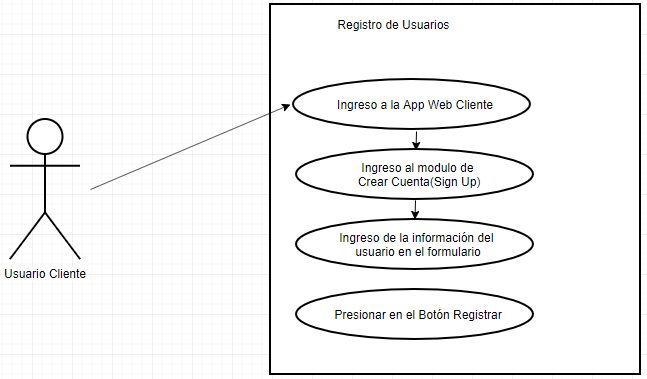 Registro de Usuarios
Ingreso a la App Web Cliente
Ingreso al modulo de
Crear Cuenta(Sign Up)
Ingreso de la información del
usuario en el formulario
Usuario Cliente
Presionar en el Botón Registrar